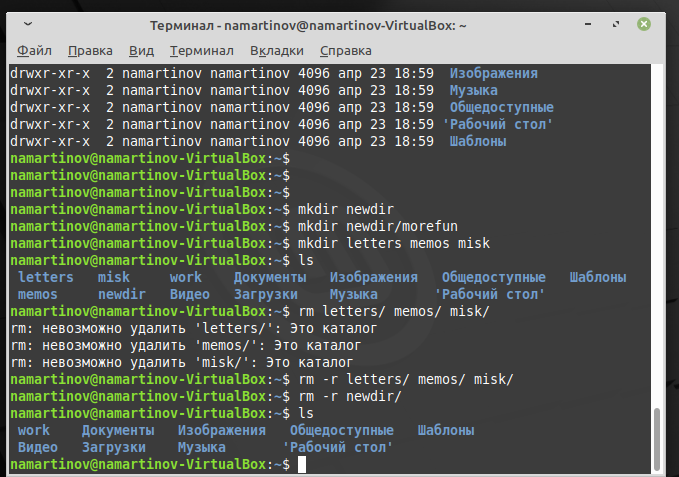 Терминал - namartinov@namartinov-VirtualBox: ~
Файл Правка Вид Терминал Вкладки Справка
drwxr-xr-x 2 namartinov namartinov 4096 апр 23 18:59 Изображения
drwxr-xr-x 2 namartinov namartinov 4096 апр 23 18:59 Музыка
drwxr-xr-x 2 namartinov namartinov 4096 апр 23 18:59 Общедоступные
drwxr-xr-x 2 namartinov namartinov 4096 апр 23 18:59 'Рабочий стол'
drwxr-xr-x 2 namartinov namartinov 4096 апр 23 18:59 Шаблоны
namartinov@namartinov-VirtualBox:~$
namartinov@namartinov-VirtualBox:~$
namartinov@namartinov-VirtualBox:~$
namartinov@namartinov-VirtualBox:~$ mkdir newdir
namartinov@namartinov-VirtualBox:~$ mkdir newdir/morefun
namartinov@namartinov-VirtualBox:~$ mkdir letters memos misk
namartinov@namartinov-VirtualBox:~$ ls
letters misk work Документы Изображения Общедоступные Шаблоны
memos newdir Видео Загрузки Музыка 'Рабочий стол'
namartinov@namartinov-VirtualBox:~$ rm letters/ memos/ misk/
rm: невозможно удалить 'letters/': Это каталог
rm: невозможно удалить 'memos/': Это каталог
rm: невозможно удалить 'misk/': Это каталог
namartinov@namartinov-VirtualBox:~$ rm -r letters/ memos/ misk/
namartinov@namartinov-VirtualBox:~$ rm -r newdir/
namartinov@namartinov-VirtualBox:~$ ls
work Документы Изображения Общедоступные Шаблоны
Видео Загрузки Музыка 'Рабочий стол'
namartinov@namartinov-VirtualBox:~$